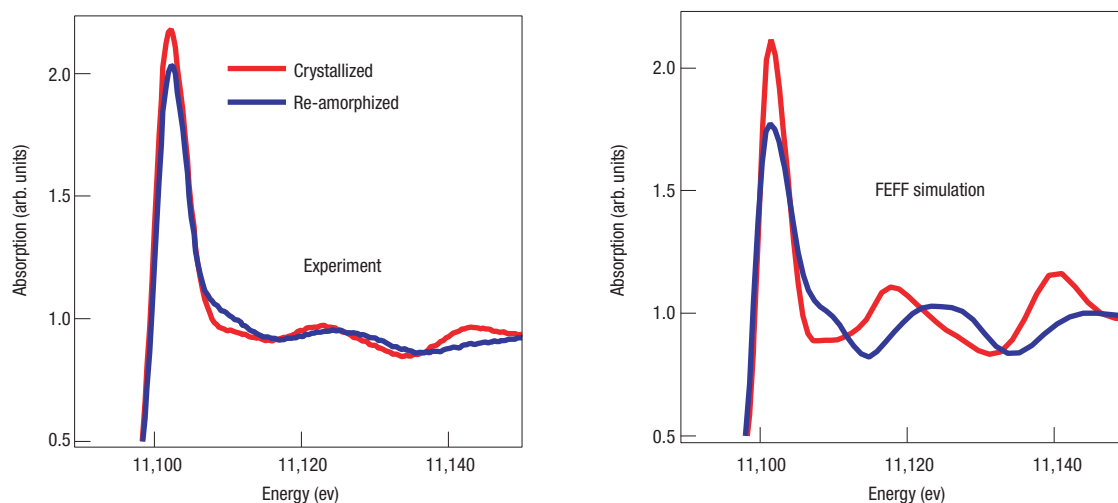 Absorption (arb. units)
2.0
1.5
1.0
0.5
Crystallized
Re-amorphized
Experiment
11,100
11,120
11,140
Energy (ev)
Absorption (arb. units)
2.0
1.5
1.0
0.5
FEFF simulation
11,100
11,120
11,140
Energy (ev)